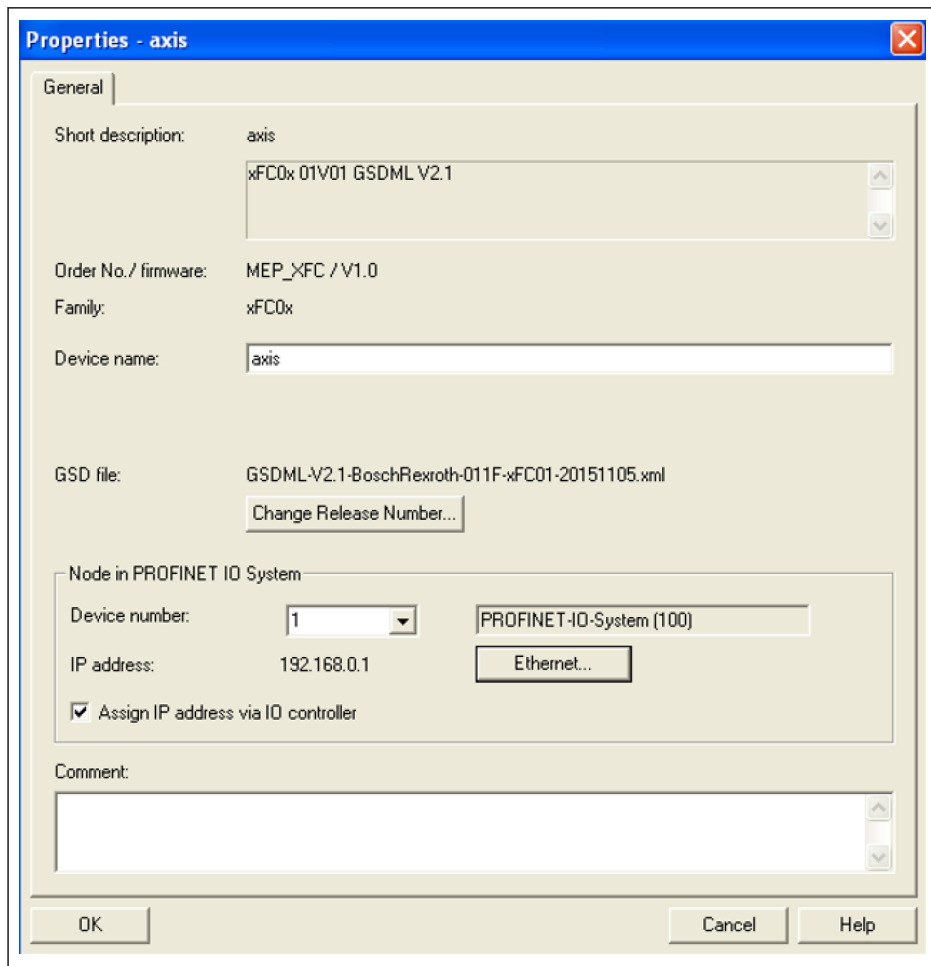 Properties - axis
General
Short description: axis
xFC0x 01V01 GSDML V2.1
Order No./ firmware: MEP_XFC / V1.0
Family: xFC0x
Device name: axis
GSD file: GSDML-V2.1-BoschRexroth-011F-xFC01-20151105.xml
Change Release Number...
Node in PROFINET IO System
Device number: 1 PROFINET-IO-System (100)
IP address: 192.168.0.1 Ethernet...
Assign IP address via IO controller
Comment:
OK Cancel Help